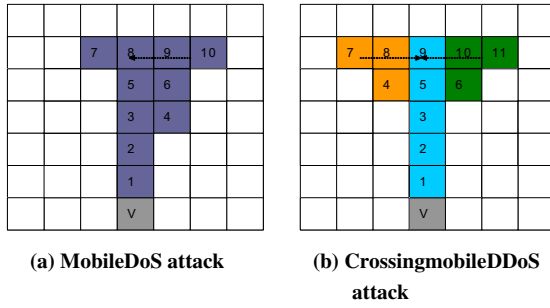 7 8 9 10
5 6
3 4
2
1
V
(a) MobileDoS attack
7 8 9 10 11
4 5 6
3
2
1
V
(b) CrossingmobileDDoS
attack